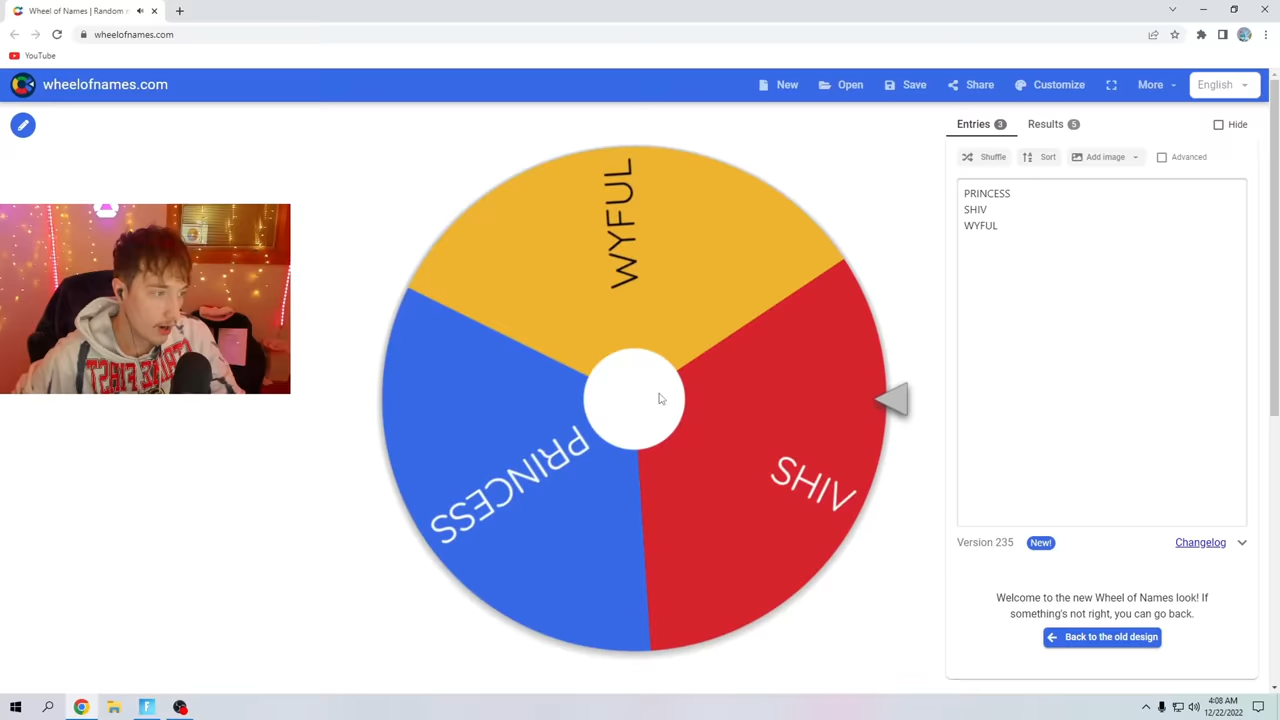 Wheel of Names | Random
wheelofnames.com
YouTube
wheelofnames.com
New
Open
Save
Share
Customize
More
English
Entries 3
Results 5
Hide
Shuffle
Sort
Add image
Advanced
PRINCESS
SHIV
WYFUL
WYFUL
SHIV
PRINCESS
Version 235
New!
Changelog
Welcome to the new Wheel of Names look! If
something's not right, you can go back.
Back to the old design
4:08 AM
12/22/2022